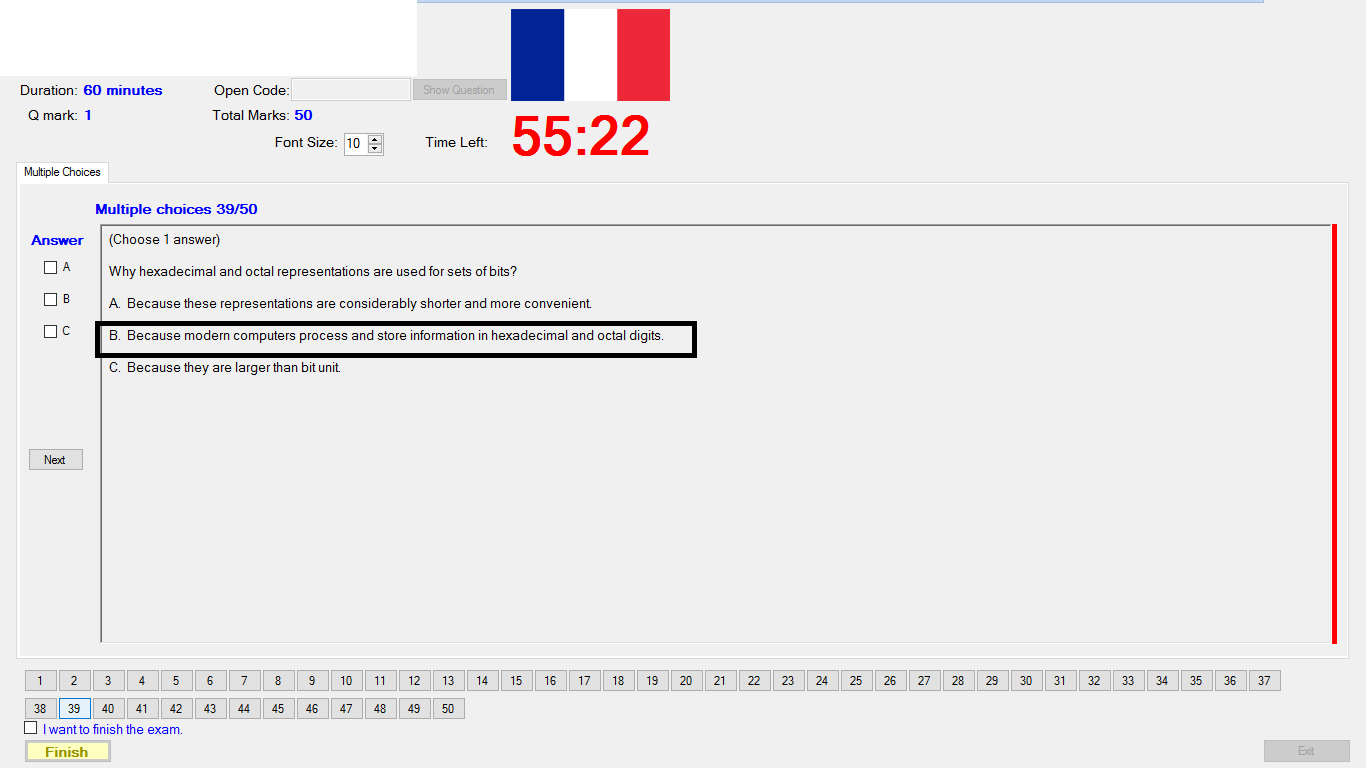 Duration: 60 minutes
Open Code:
Show Question
Q mark: 1
Total Marks: 50
Font Size: 10
Time Left: 55:22
Multiple Choices
Multiple choices 39/50
Answer
(Choose 1 answer)
A
Why hexadecimal and octal representations are used for sets of bits?
B
A. Because these representations are considerably shorter and more convenient.
C
B. Because modern computers process and store information in hexadecimal and octal digits.
C. Because they are larger than bit unit.
Next
1 2 3 4 5 6 7 8 9 10 11 12 13 14 15 16 17 18 19 20 21 22 23 24 25 26 27 28 29 30 31 32 33 34 35 36 37
38 39 40 41 42 43 44 45 46 47 48 49 50
I want to finish the exam.
Finish
Exit